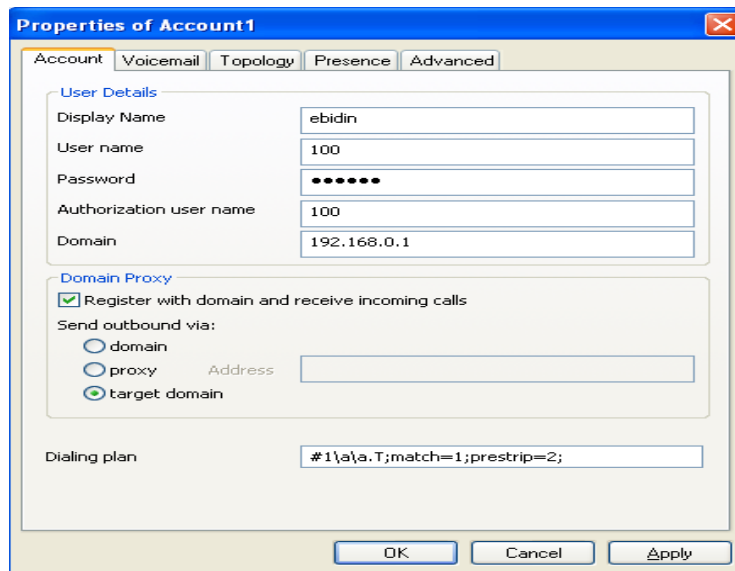 Properties of Account1
Account Voicemail Topology Presence Advanced
User Details
Display Name ebidin
User name 100
Password ●●●●●●
Authorization user name 100
Domain 192.168.0.1
Domain Proxy
Register with domain and receive incoming calls
Send outbound via:
domain
proxy Address
target domain
Dialing plan #1\a\a.T;match=1;prestrip=2;
OK Cancel Apply